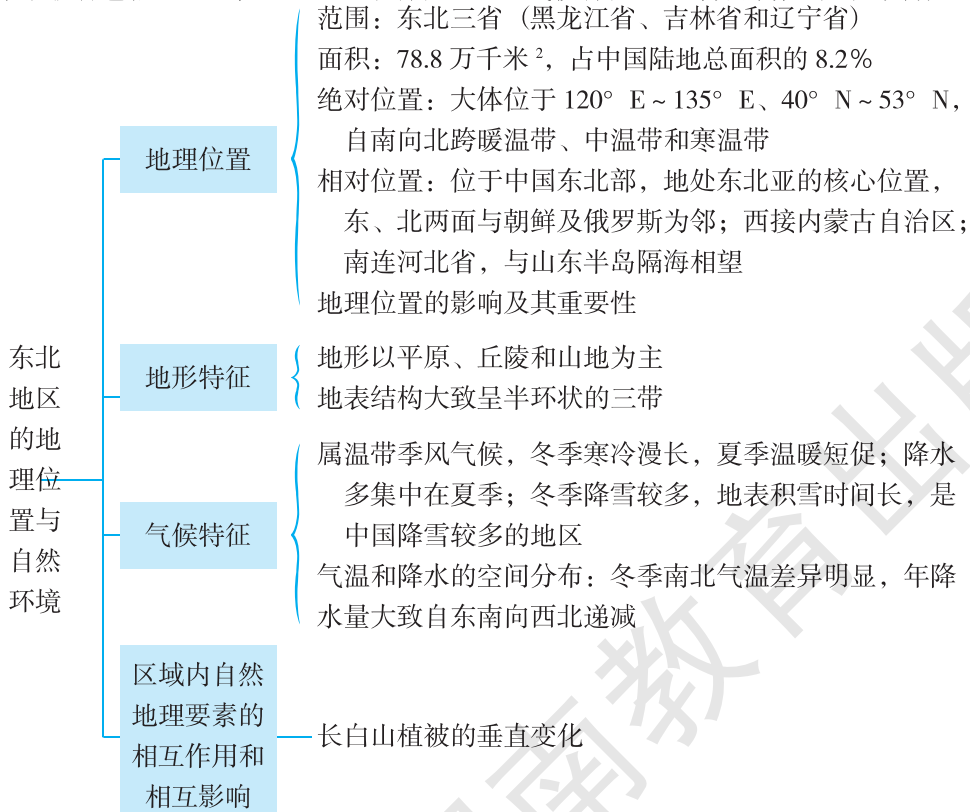 范围：东北三省（黑龙江省、吉林省和辽宁省）
面积：78.8 万千米²，占中国陆地总面积的 8.2%
绝对位置：大体位于 120° E～135° E、40° N～53° N，
自南向北跨暖温带、中温带和寒温带
地理位置
相对位置：位于中国东北部，地处东北亚的核心位置，
东、北两面与朝鲜及俄罗斯为邻；西接内蒙古自治区；
南连河北省，与山东半岛隔海相望
地理位置的影响及其重要性
东北
地区
的地
理位
置与
自然
环境
地形特征
地形以平原、丘陵和山地为主
地表结构大致呈半环状的三带
气候特征
属温带季风气候，冬季寒冷漫长，夏季温暖短促；降水
多集中在夏季；冬季降雪较多，地表积雪时间长，是
中国降雪较多的地区
气温和降水的空间分布：冬季南北气温差异明显，年降
水量大致自东南向西北递减
区域内自然
地理要素的
相互作用和
相互影响
长白山植被的垂直变化
南教育出版